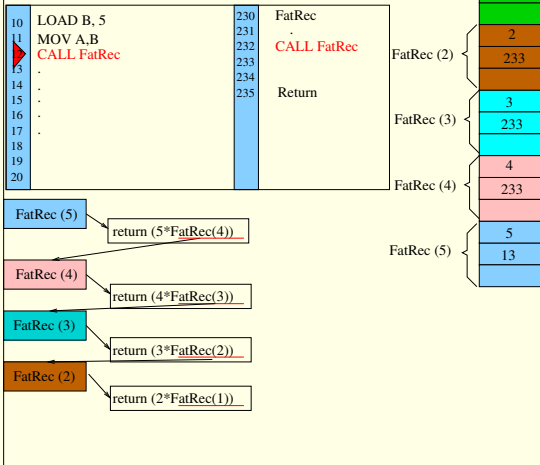 10 LOAD B, 5
11 MOV A,B
CALL FatRec
13 .
14 .
15 .
16 .
17 .
18
19
20
230 FatRec
231 .
232 CALL FatRec
233
234
235 Return
FatRec (2)
2
233
FatRec (3)
3
233
FatRec (4)
4
233
FatRec (5)
5
13
FatRec (5)
return (5*FatRec(4))
FatRec (4)
return (4*FatRec(3))
FatRec (3)
return (3*FatRec(2))
FatRec (2)
return (2*FatRec(1))